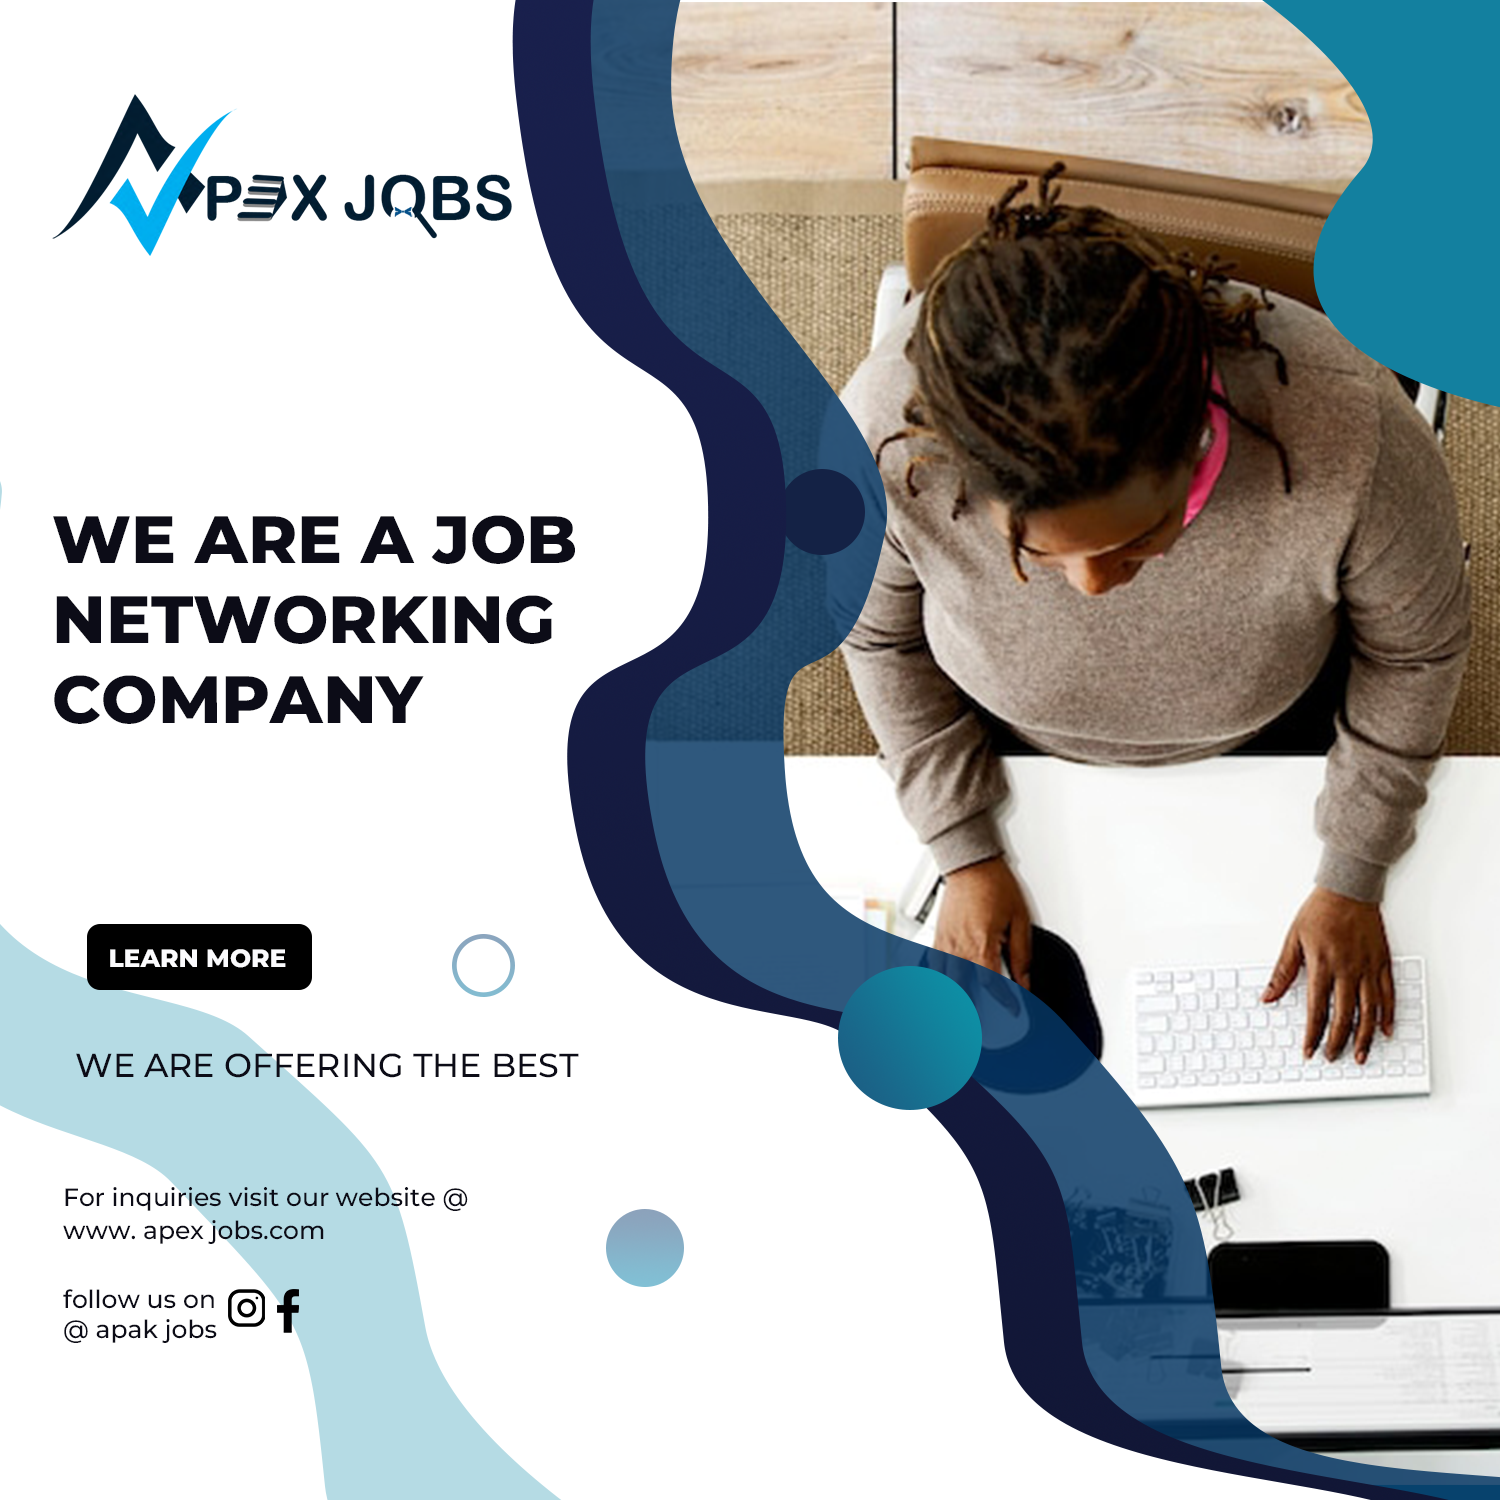 APEX JOBS
WE ARE A JOB
NETWORKING
COMPANY
LEARN MORE
WE ARE OFFERING THE BEST
For inquiries visit our website @
www. apex jobs.com
follow us on
@ apak jobs